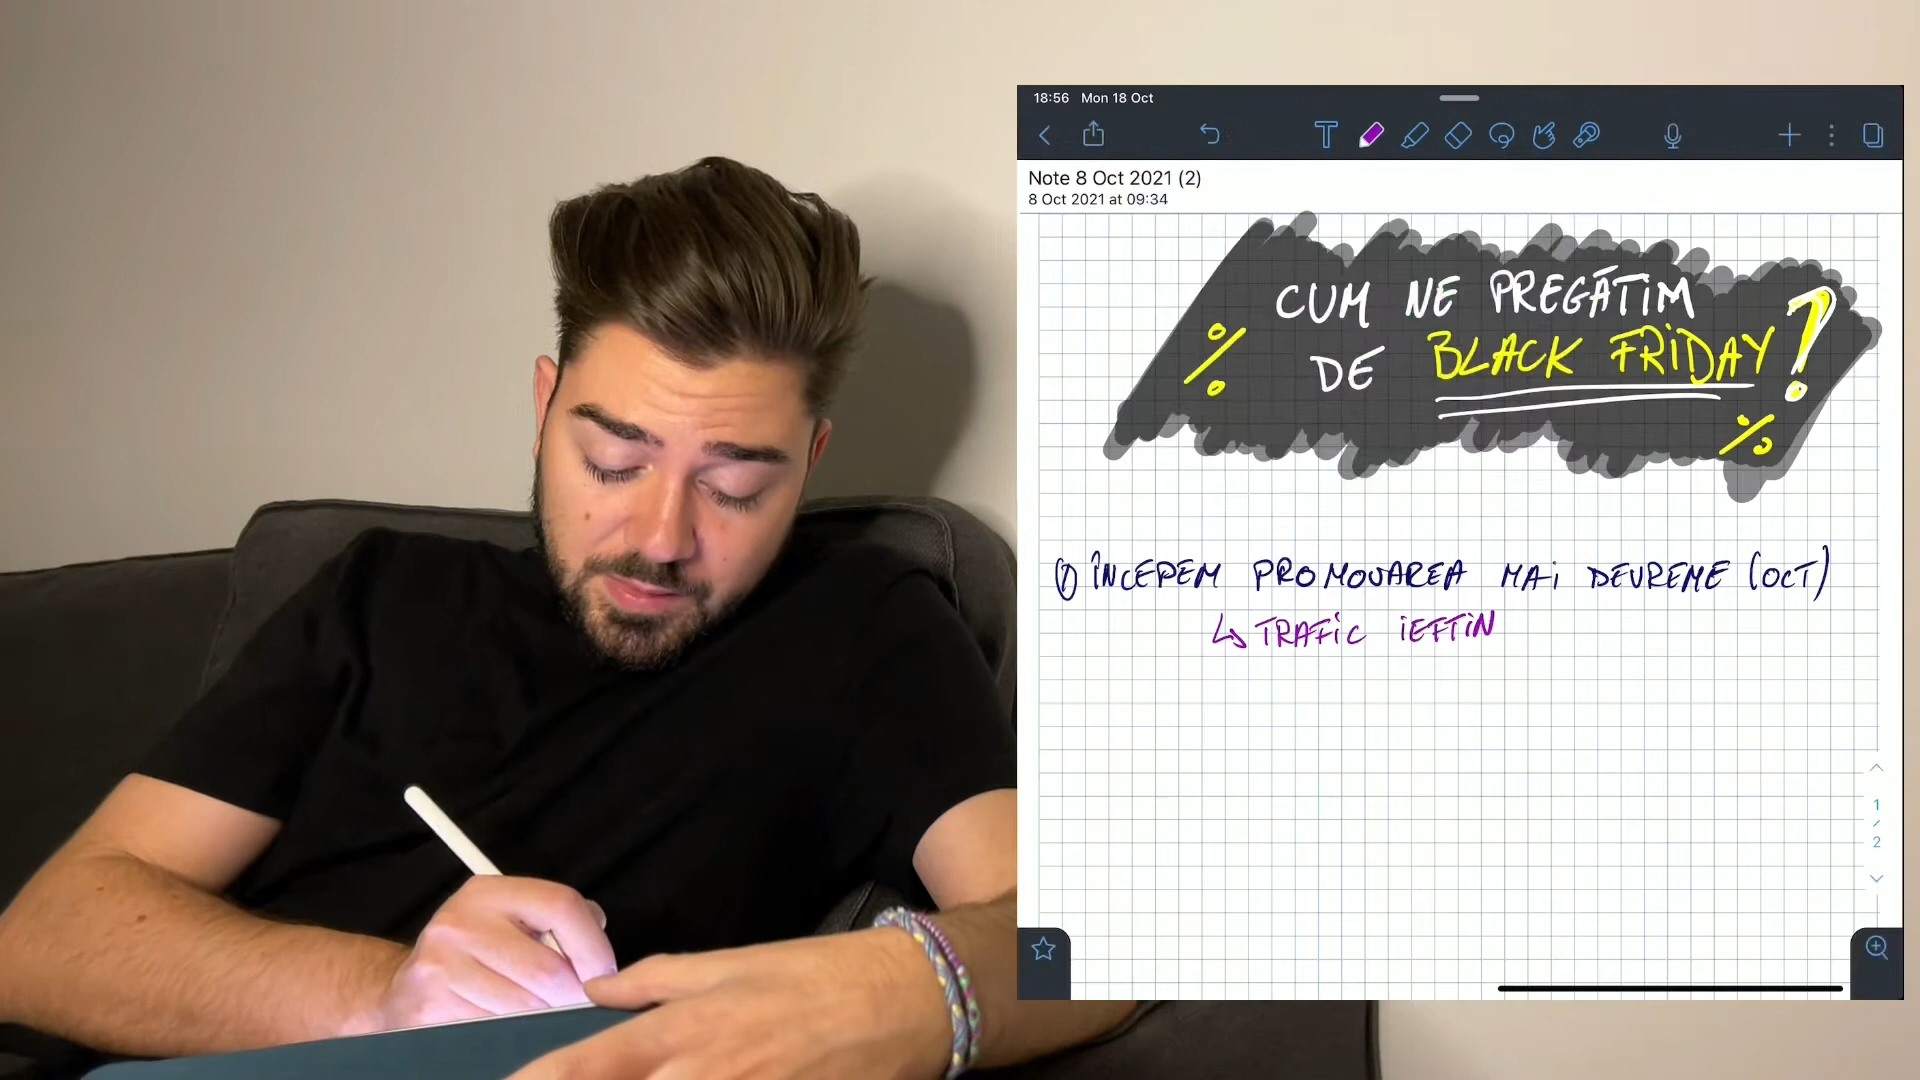 18:56 Mon 18 Oct
Note 8 Oct 2021 (2)
8 Oct 2021 at 09:34
CUM NE PREGĂTIM
DE BLACK FRIDAY?
%
%
① ÎNCEPEM PROMOVAREA MAI DEVREME (OCT)
↳ TRAFIC IEFTIN
1
/
2